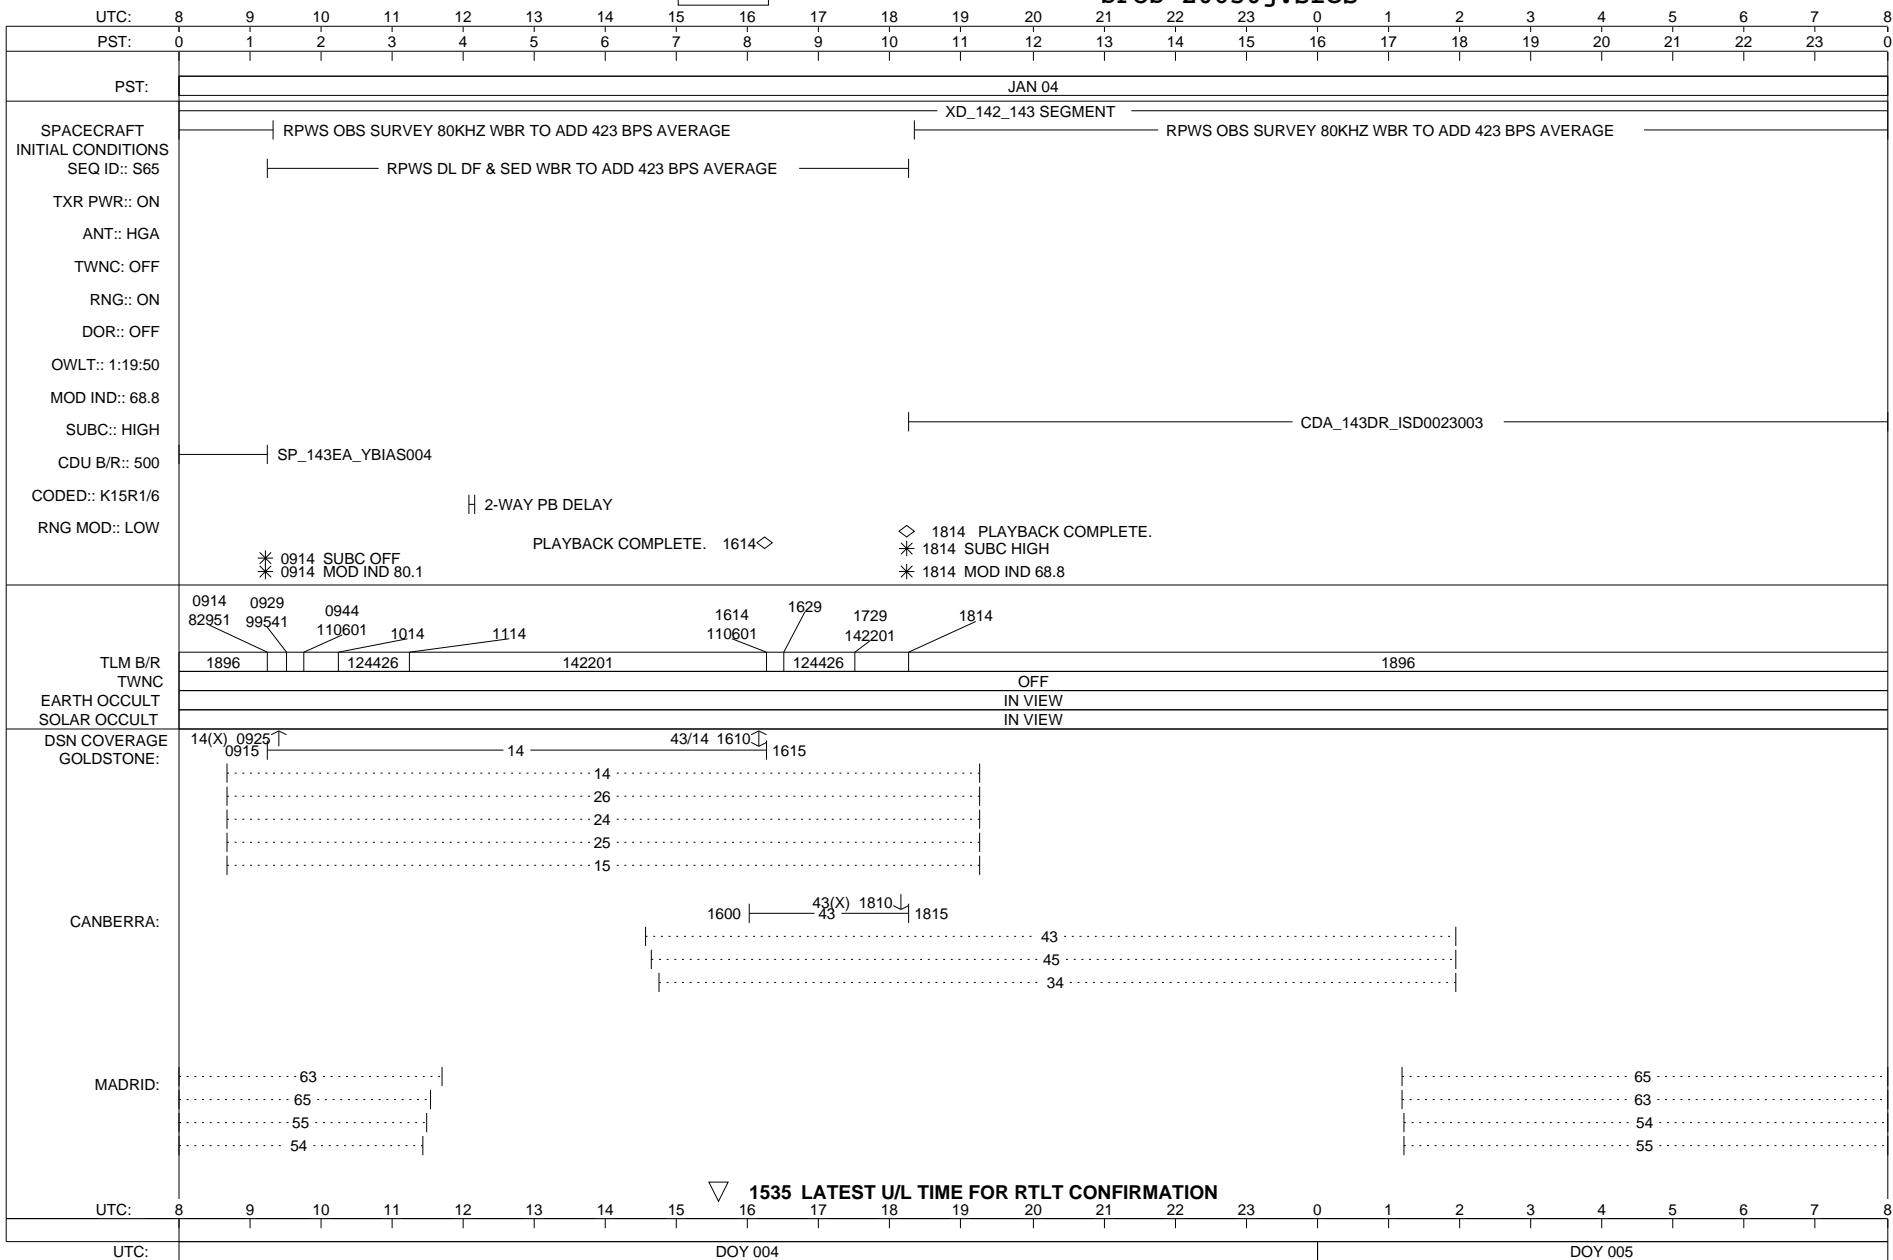 UTC: 8 9 10 11 12 13 14 15 16 17 18 19 20 21 22 23 0 1 2 3 4 5 6 7 8
PST: 0 1 2 3 4 5 6 7 8 9 10 11 12 13 14 15 16 17 18 19 20 21 22 23 0
PST: JAN 04
XD_142_143 SEGMENT
SPACECRAFT RPWS OBS SURVEY 80KHZ WBR TO ADD 423 BPS AVERAGE RPWS OBS SURVEY 80KHZ WBR TO ADD 423 BPS AVERAGE
INITIAL CONDITIONS
SEQ ID:: S65 RPWS DL DF & SED WBR TO ADD 423 BPS AVERAGE
TXR PWR:: ON
ANT:: HGA
TWNC: OFF
RNG:: ON
DOR:: OFF
OWLT:: 1:19:50
MOD IND:: 68.8
CDA_143DR_ISD0023003
SUBC:: HIGH
SP_143EA_YBIAS004
CDU B/R:: 500
CODED:: K15R1/6
2-WAY PB DELAY
RNG MOD:: LOW
1814 PLAYBACK COMPLETE.
PLAYBACK COMPLETE. 1614
1814 SUBC HIGH
0914 SUBC OFF
0914 MOD IND 80.1 1814 MOD IND 68.8
0914 0929 0944 1614 1629 1729 1814
82951 99541 110601 1014 1114 110601 142201
TLM B/R 1896 124426 142201 124426 1896
TWNC OFF
EARTH OCCULT IN VIEW
SOLAR OCCULT IN VIEW
DSN COVERAGE 14(X) 0925 43/14 1610
GOLDSTONE: 0915 14 1615
14
26
24
25
15
43(X) 1810
CANBERRA: 1600 43 1815
43
45
34
MADRID: 63 65
65 63
55 54
54 55
1535 LATEST U/L TIME FOR RTLT CONFIRMATION
UTC: 8 9 10 11 12 13 14 15 16 17 18 19 20 21 22 23 0 1 2 3 4 5 6 7 8
UTC: DOY 004 DOY 005